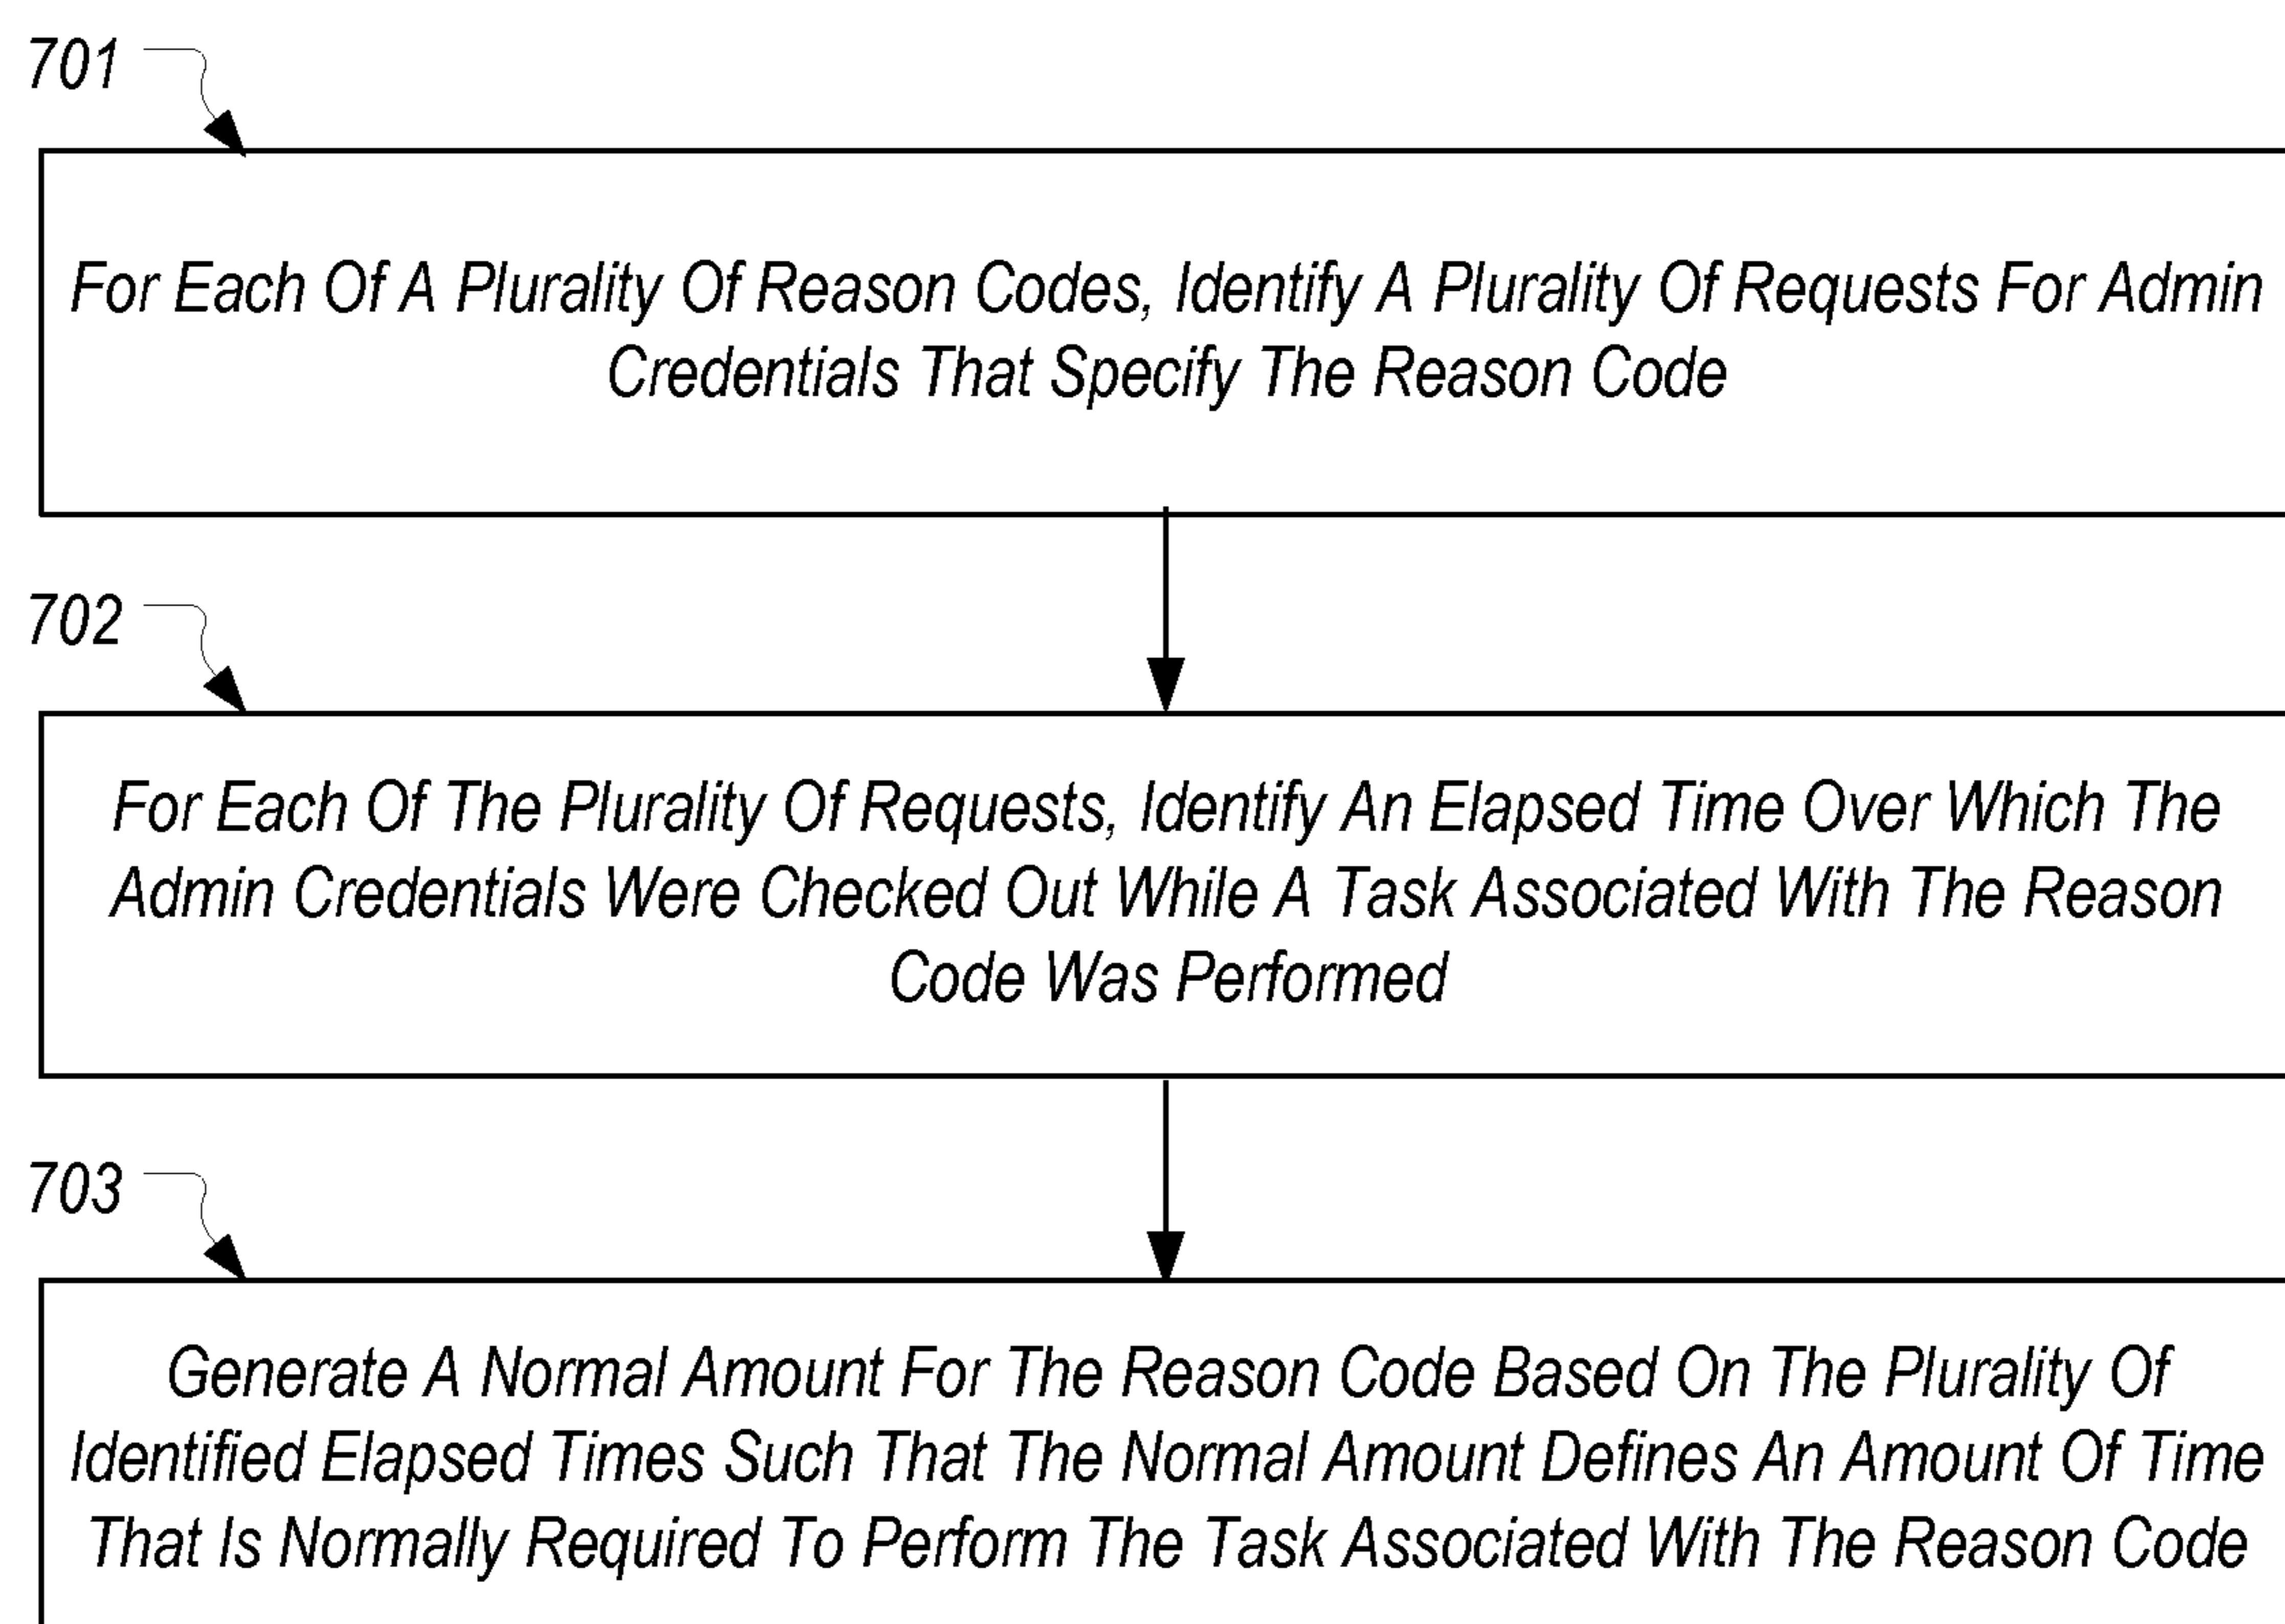 701
For Each Of A Plurality Of Reason Codes, Identify A Plurality Of Requests For Admin
Credentials That Specify The Reason Code
702
For Each Of The Plurality Of Requests, Identify An Elapsed Time Over Which The
Admin Credentials Were Checked Out While A Task Associated With The Reason
Code Was Performed
703
Generate A Normal Amount For The Reason Code Based On The Plurality Of
Identified Elapsed Times Such That The Normal Amount Defines An Amount Of Time
That Is Normally Required To Perform The Task Associated With The Reason Code